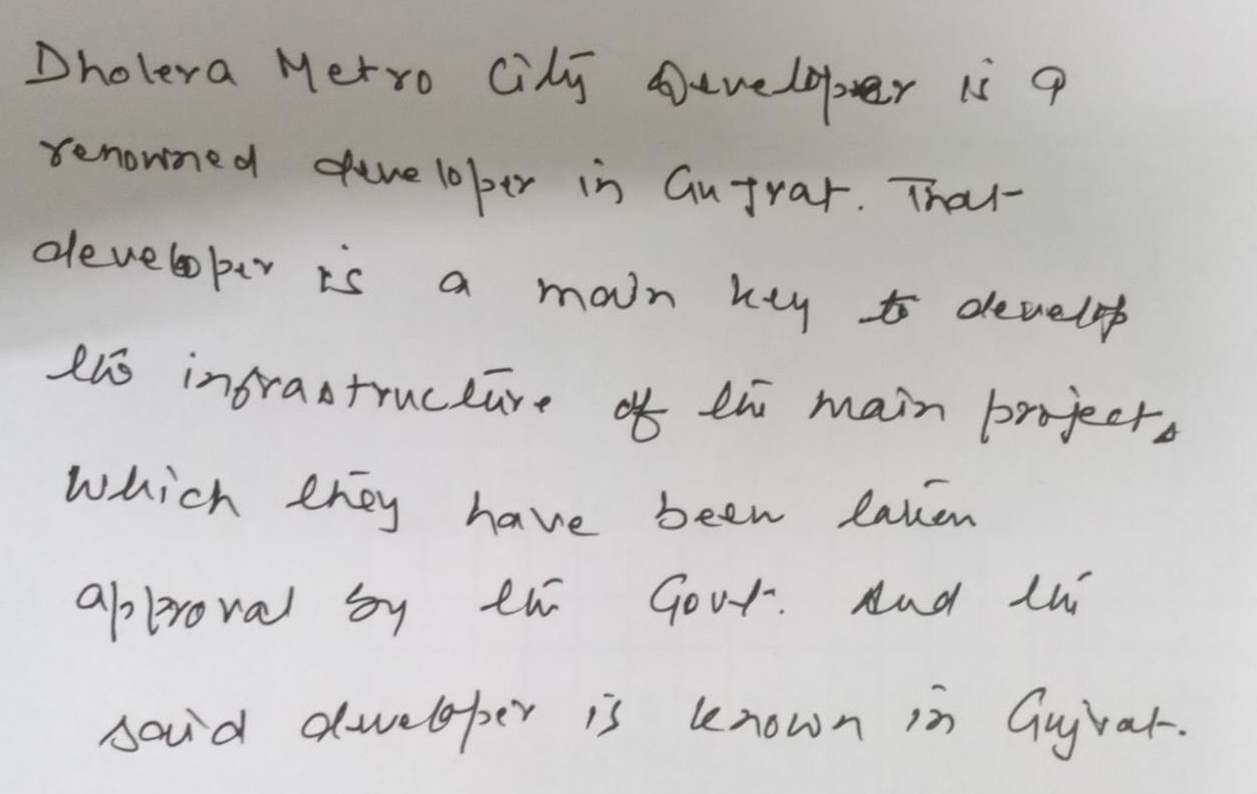 Dholera Metro City Developer is a
renowned developer in Gujrat. That
developer is a main key to develop
the infrastructure of the main projects
which they have been taken
approval by the Govt. And the
said developer is known in Gujrat.